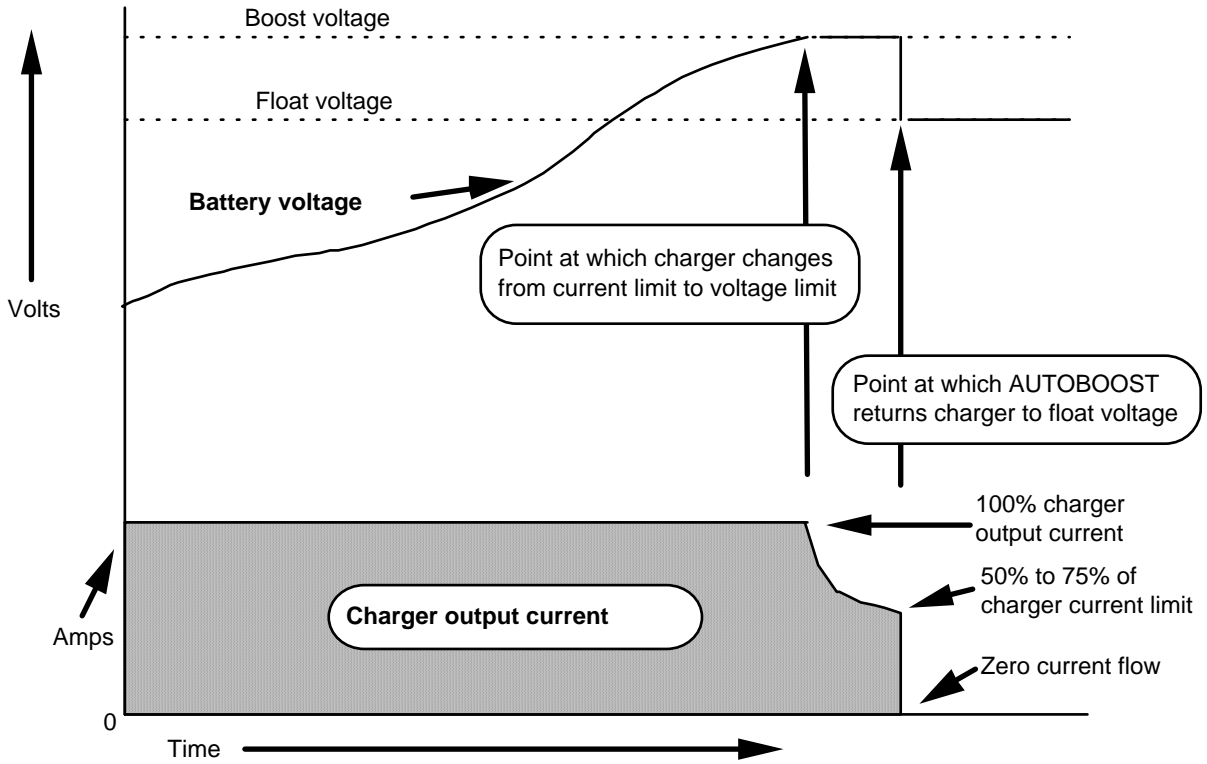 Boost voltage
Float voltage
Battery voltage
Point at which charger changes
from current limit to voltage limit
Volts
Point at which AUTOBOOST
returns charger to float voltage
100% charger
output current
50% to 75% of
charger current limit
Charger output current
Amps
Zero current flow
0
Time